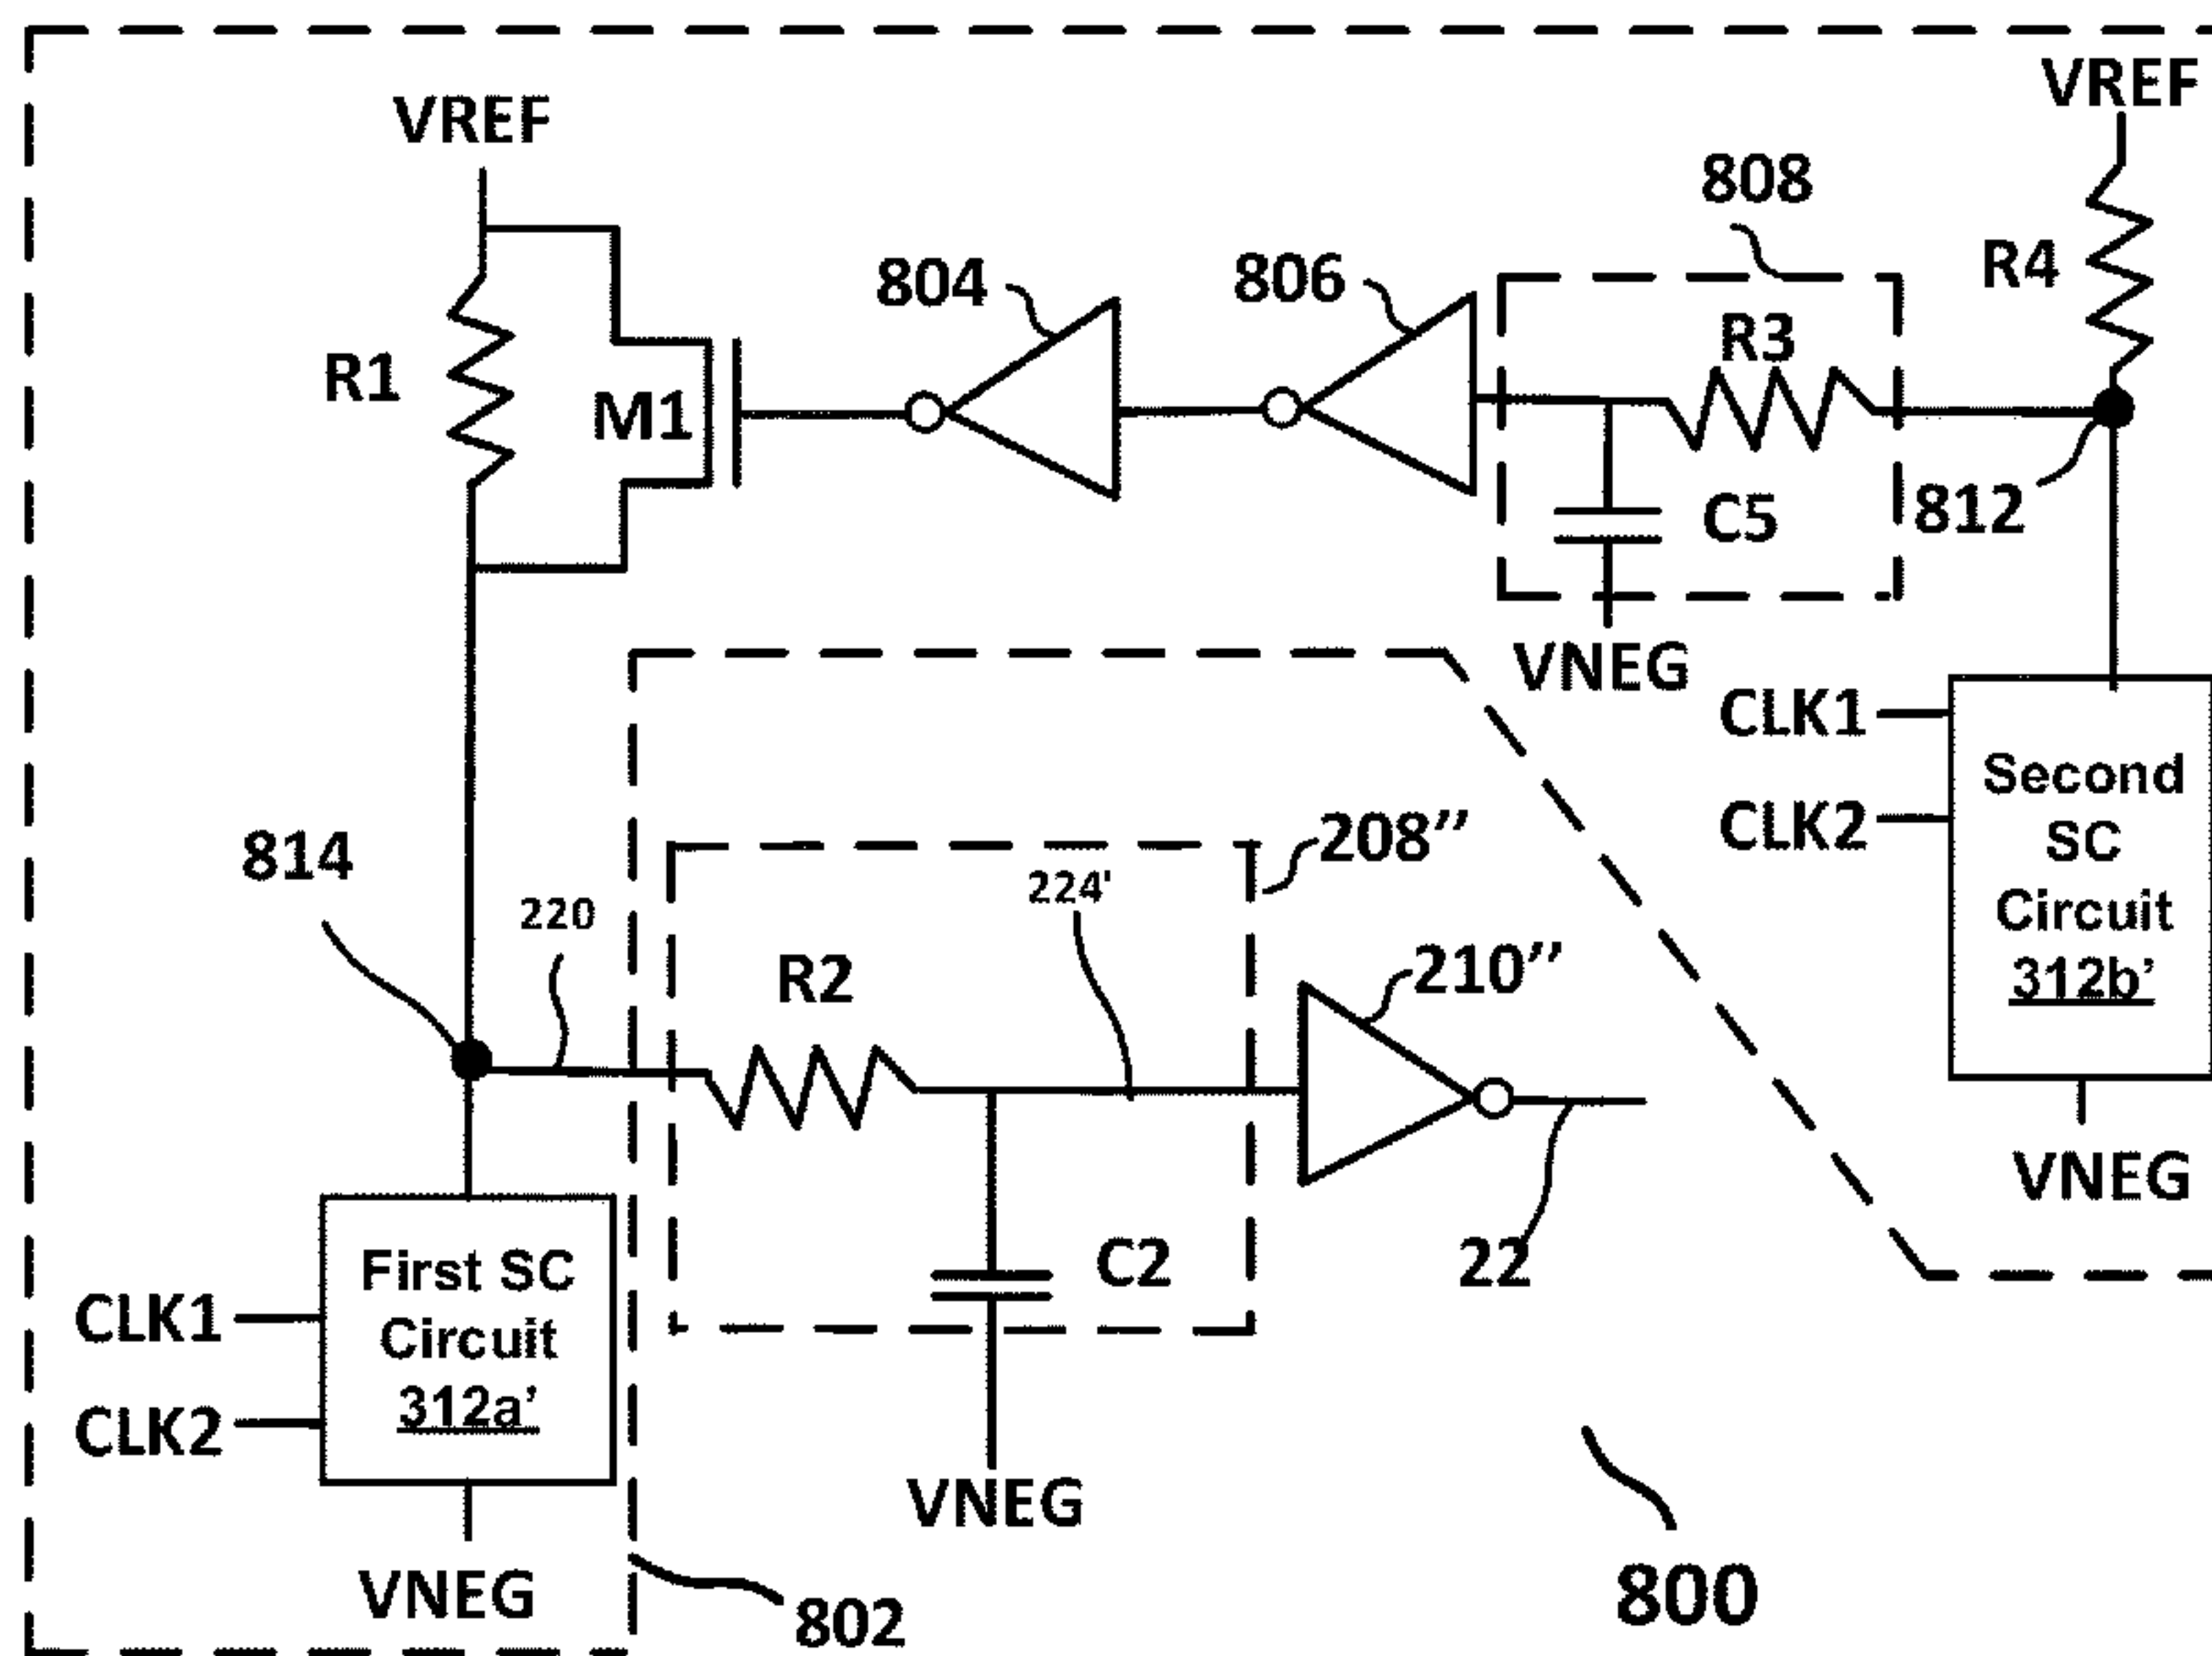 VREF
VREF
808
804
806
R4
R3
R1
M1
C5
812
VNEG
CLK1
Second
SC
Circuit
312b’
CLK2
208’’
814
224'
220
210’’
R2
VNEG
C2
22
First SC
Circuit
312a’
CLK1
CLK2
VNEG
VNEG
802
800